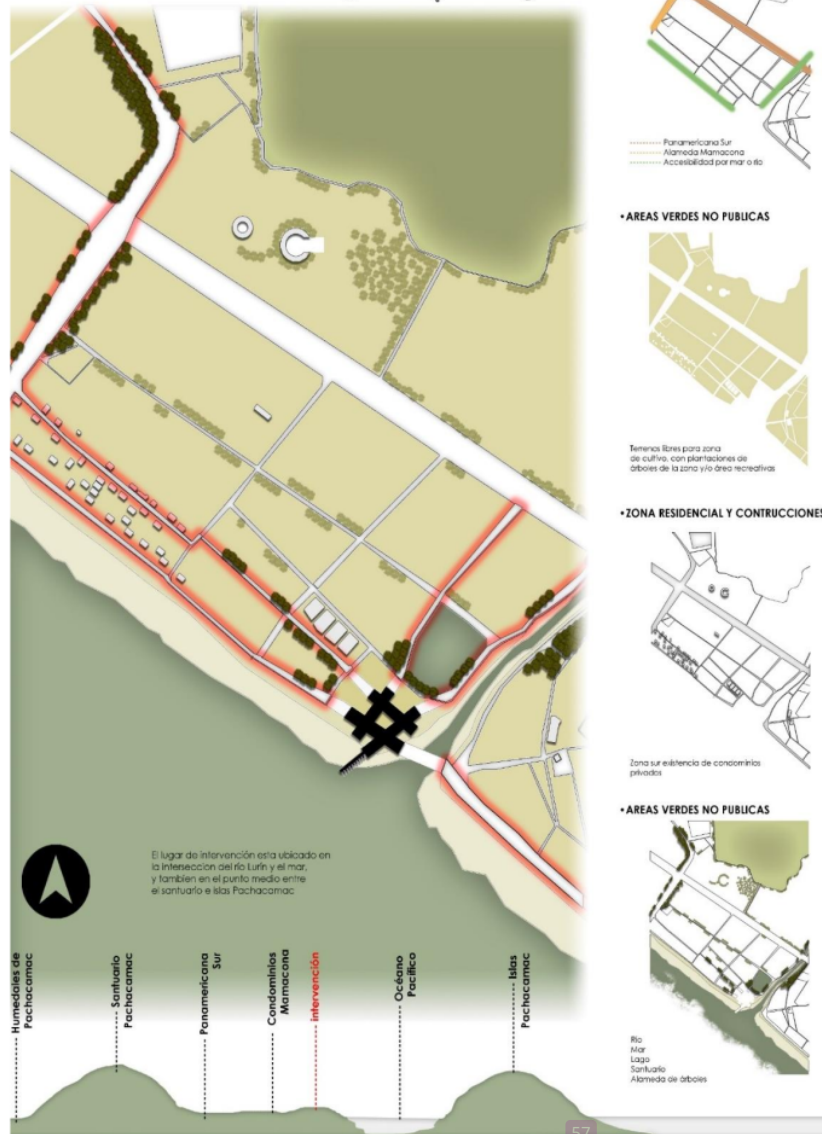 Panamericana Sur
Alameda Mamacona
Accesibilidad por mar o río
• AREAS VERDES NO PUBLICAS
Terrenos libres para zona
de cultivo, con plantaciones de
árboles de la zona y/o área recreativas
• ZONA RESIDENCIAL Y CONTRUCCIONES
Zona sur existencia de condominios
privados
• AREAS VERDES NO PUBLICAS
Río
Mar
Lago
Santuario
Alameda de árboles
El lugar de intervención esta ubicado en
la interseccion del río Lurín y el mar,
y tambien en el punto medio entre
el santuario e islas Pachacamac
Humedales de
Pachacamac
Santuario
Pachacamac
Panamericana
Sur
Condominios
Mamacona
intervención
Océano
Pacífico
Islas
Pachacamac
57